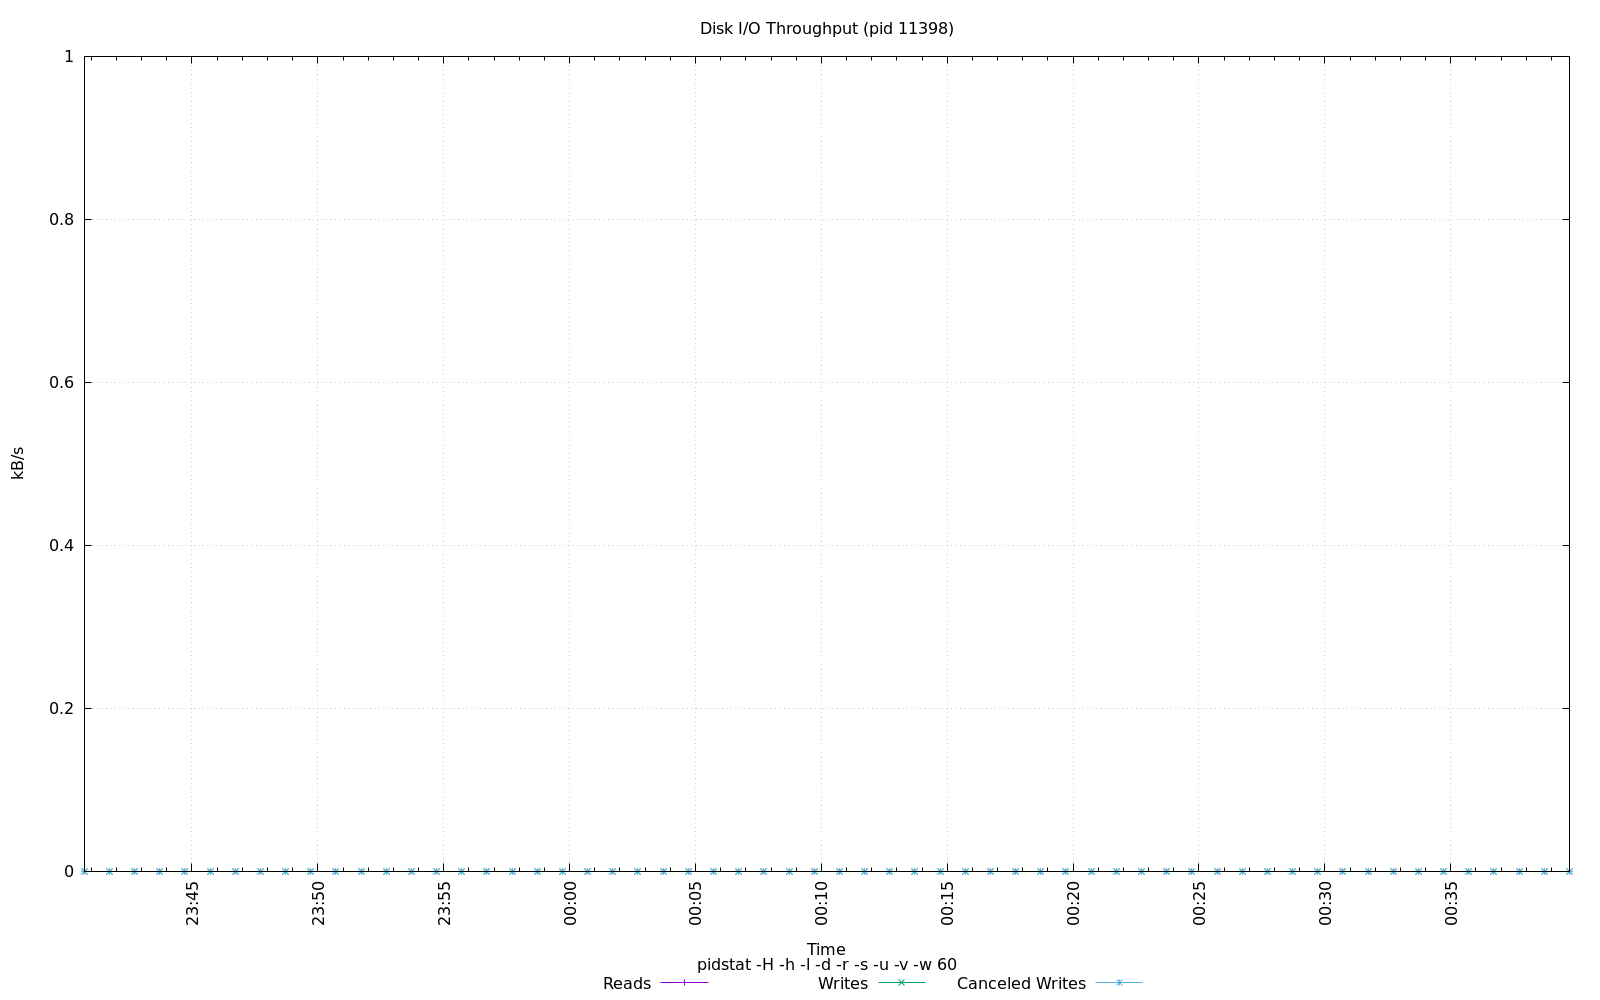 Disk I/O Throughput (pid 11398)
1
0.8
0.6
0.4
0.2
0
kB/s
23:45 23:50 23:55 00:00 00:05 00:10 00:15 00:20 00:25 00:30 00:35
Time
pidstat -H -h -l -d -r -s -u -v -w 60
Reads Writes Canceled Writes